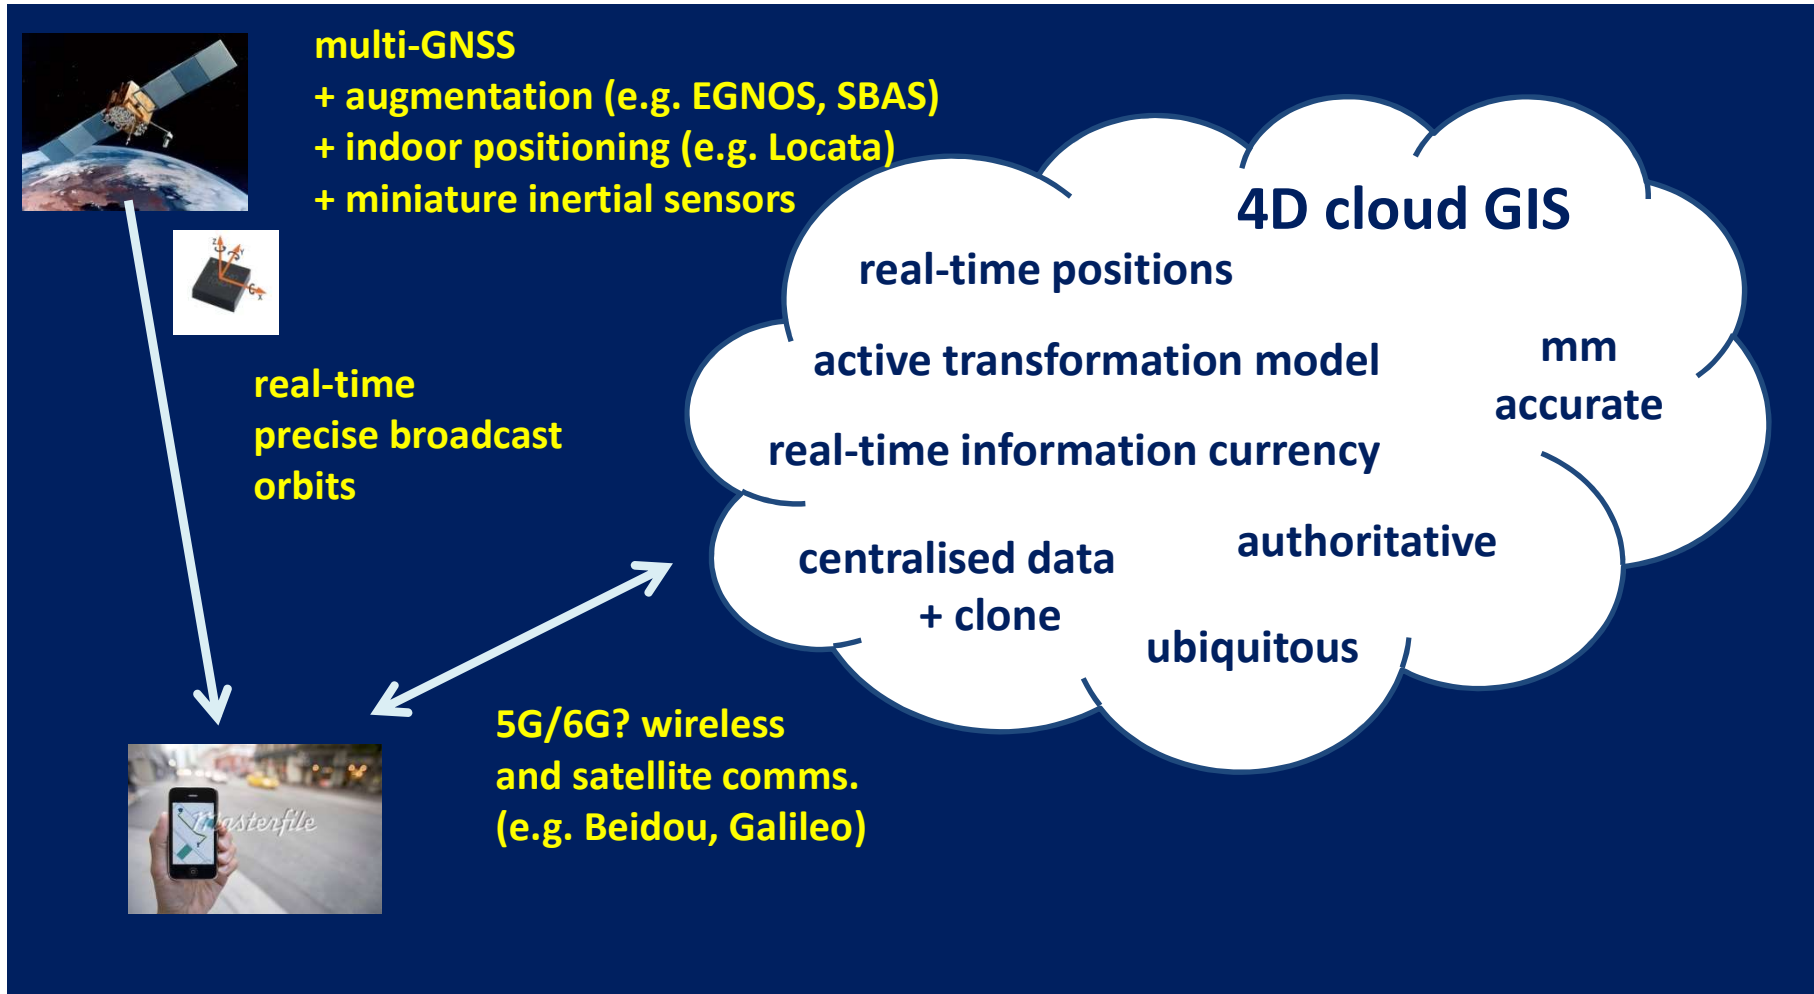 multi-GNSS
+ augmentation (e.g. EGNOS, SBAS)
+ indoor positioning (e.g. Locata)
+ miniature inertial sensors
4D cloud GIS
real-time positions
active transformation model
mm
accurate
real-time information currency
real-time
precise broadcast
orbits
Z
Y
X
centralised data
+ clone
authoritative
ubiquitous
5G/6G? wireless
and satellite comms.
(e.g. Beidou, Galileo)
Masterfile